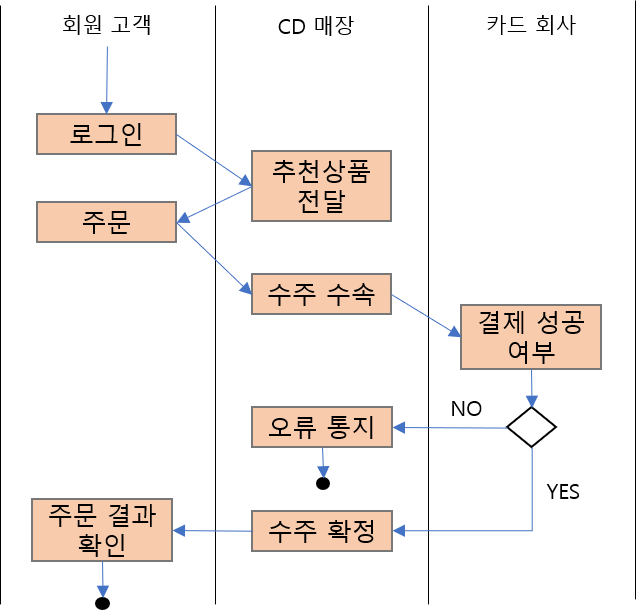 회원 고객
CD 매장
카드 회사
로그인
추천상품
전달
주문
수주 수속
결제 성공
여부
NO
오류 통지
YES
주문 결과
확인
수주 확정